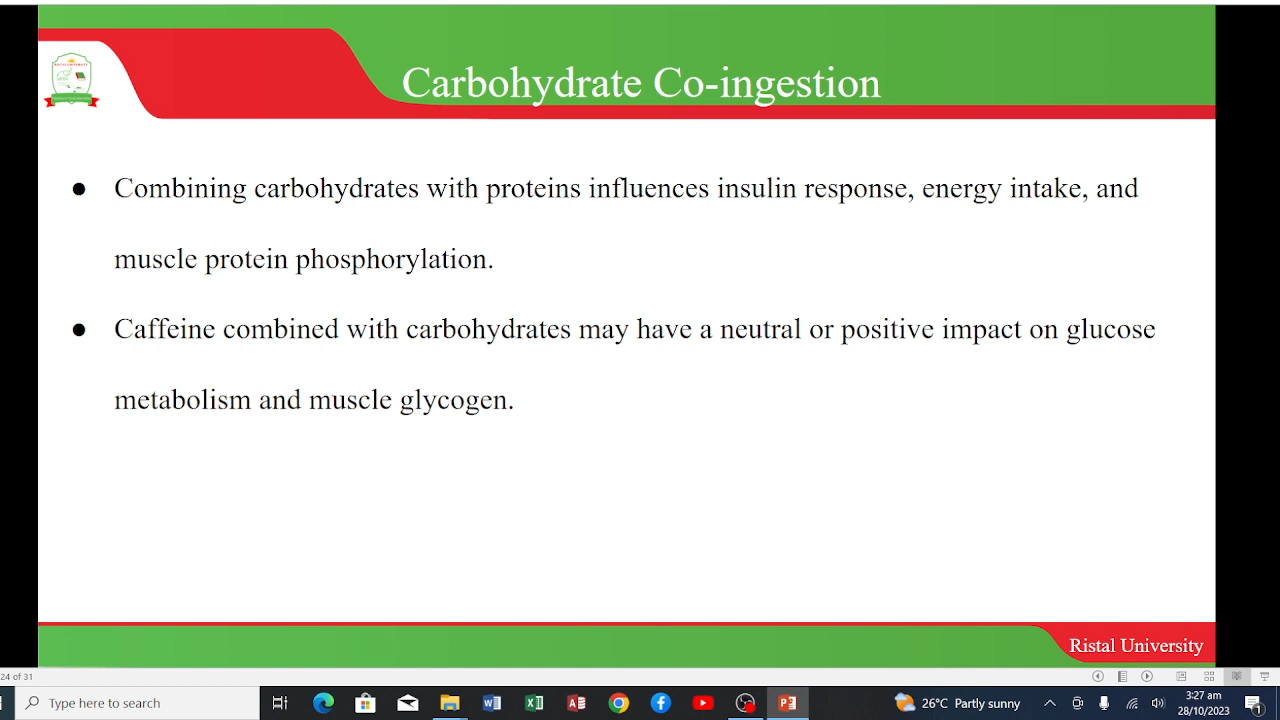 Carbohydrate Co-ingestion
● Combining carbohydrates with proteins influences insulin response, energy intake, and
muscle protein phosphorylation.
● Caffeine combined with carbohydrates may have a neutral or positive impact on glucose
metabolism and muscle glycogen.
Ristal University
24 of 31
Type here to search
26°C Partly sunny
3:27 am
28/10/2023
1